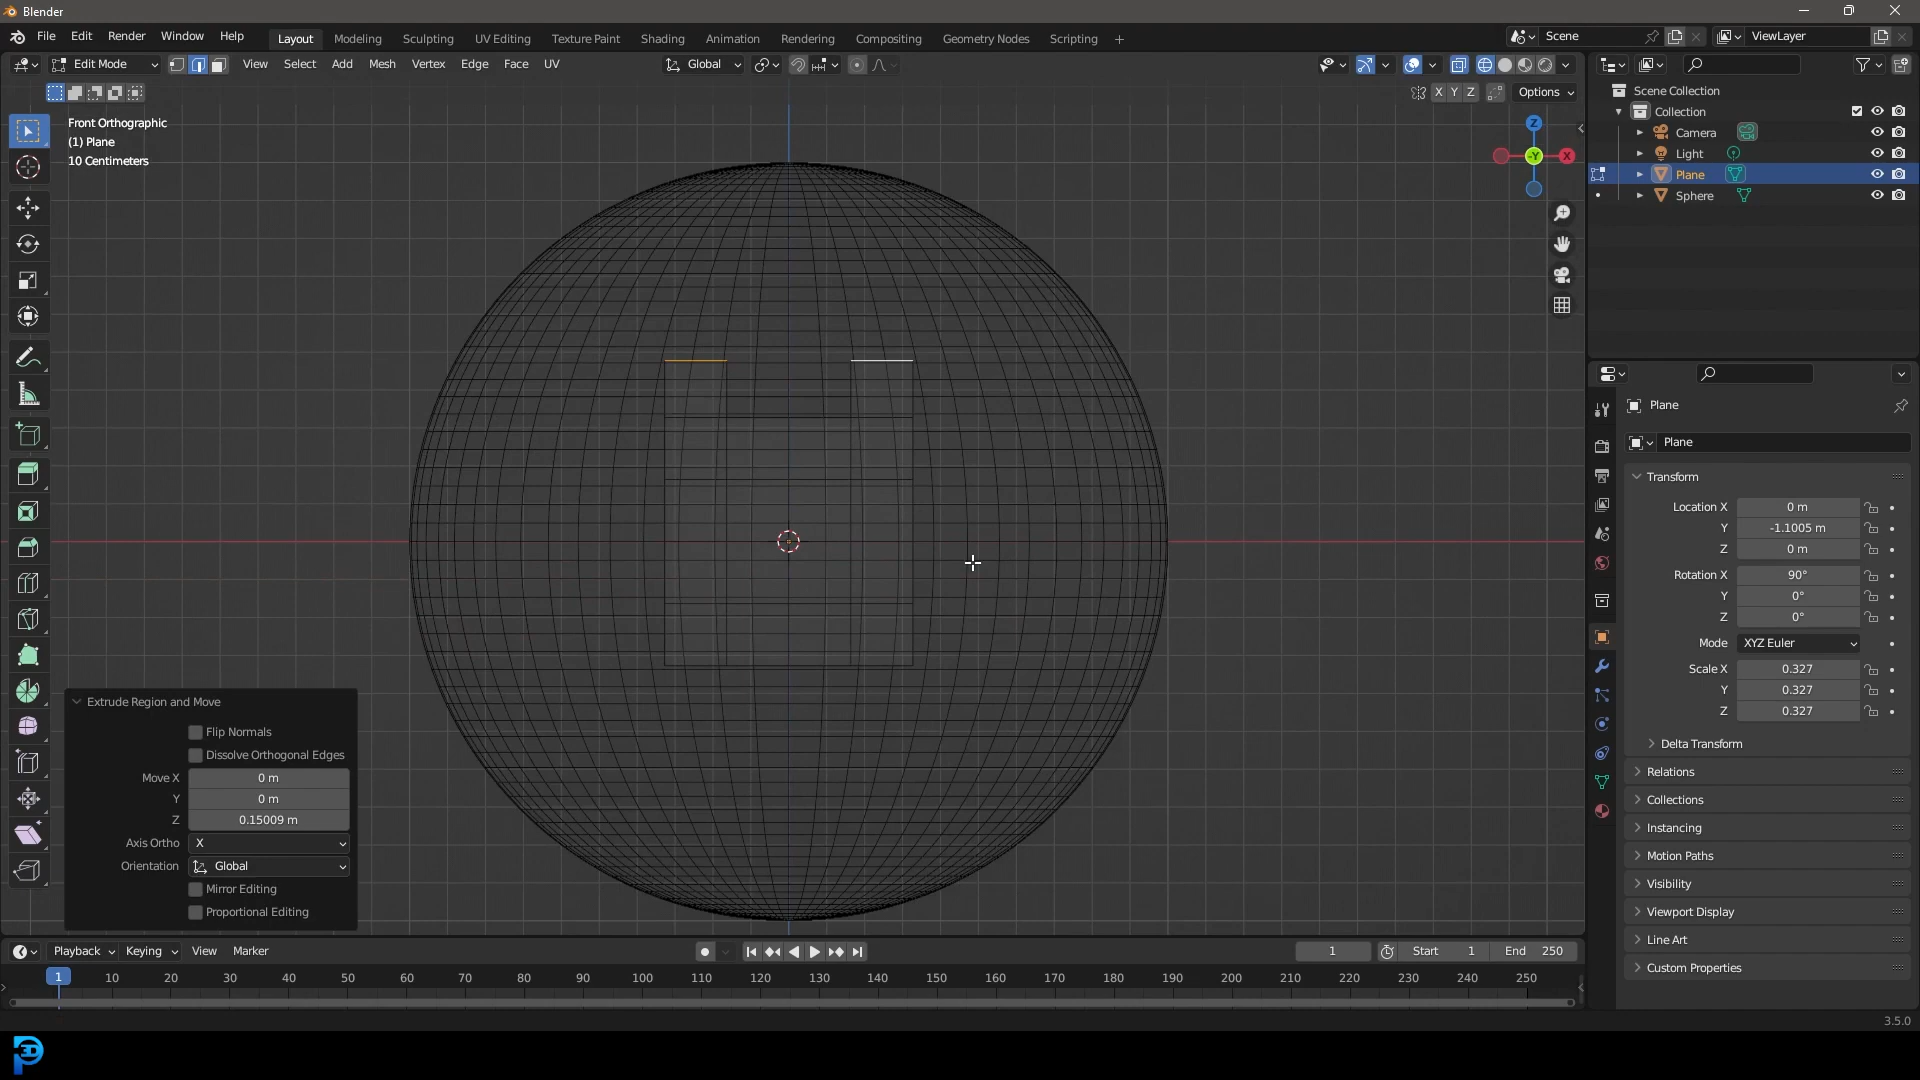 Blender
File Edit Render Window Help Layout Modeling Sculpting UV Editing Texture Paint Shading Animation Rendering Compositing Geometry Nodes Scripting + Scene ViewLayer
Edit Mode View Select Add Mesh Vertex Edge Face UV Global
X Y Z Options
Front Orthographic
(1) Plane
10 Centimeters
Z
-Y X
Extrude Region and Move
Flip Normals
Dissolve Orthogonal Edges
Move X 0 m
Y 0 m
Z 0.15009 m
Axis Ortho X
Orientation Global
Mirror Editing
Proportional Editing
Scene Collection
Collection
Camera
Light
Plane
Sphere
Plane
Plane
Transform
Location X 0 m
Y -1.1005 m
Z 0 m
Rotation X 90°
Y 0°
Z 0°
Mode XYZ Euler
Scale X 0.327
Y 0.327
Z 0.327
Delta Transform
Relations
Collections
Instancing
Motion Paths
Visibility
Viewport Display
Line Art
Custom Properties
Playback Keying View Marker 1 Start 1 End 250
1 10 20 30 40 50 60 70 80 90 100 110 120 130 140 150 160 170 180 190 200 210 220 230 240 250
3.5.0
3D